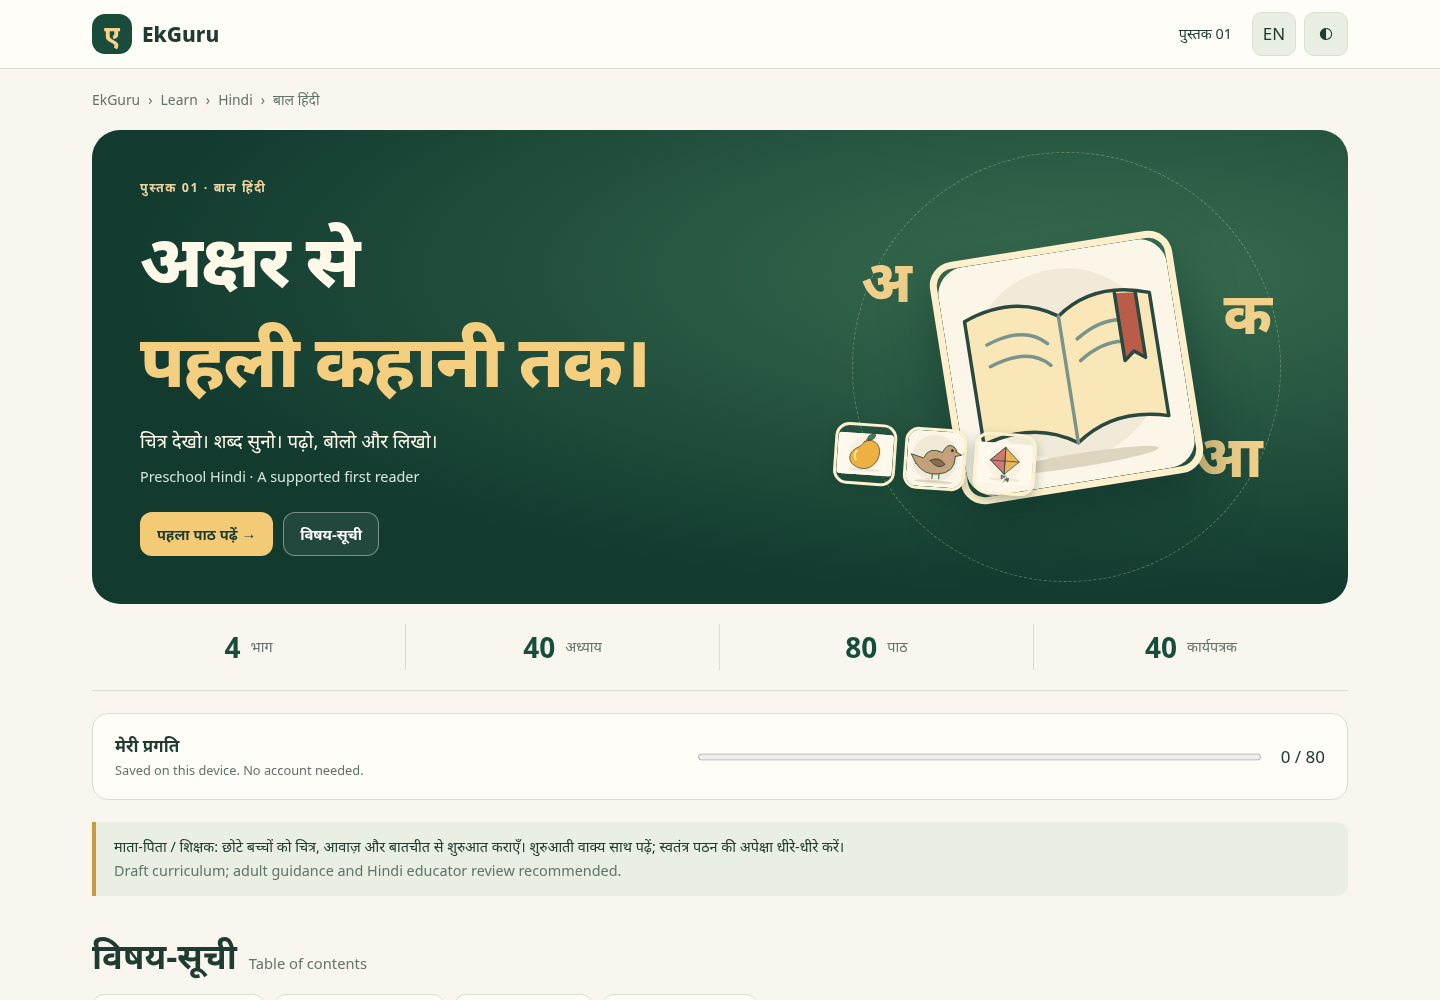 ए EkGuru
पुस्तक 01
EN
EkGuru › Learn › Hindi › बाल हिंदी
पुस्तक 01 · बाल हिंदी
अक्षर से
पहली कहानी तक।
चित्र देखो। शब्द सुनो। पढ़ो, बोलो और लिखो।
Preschool Hindi · A supported first reader
पहला पाठ पढ़ें →
विषय-सूची
अ
क
आ
4 भाग
40 अध्याय
80 पाठ
40 कार्यपत्रक
मेरी प्रगति
Saved on this device. No account needed.
0 / 80
माता-पिता / शिक्षक: छोटे बच्चों को चित्र, आवाज़ और बातचीत से शुरुआत कराएँ। शुरुआती वाक्य साथ पढ़ें; स्वतंत्र पठन की अपेक्षा धीरे-धीरे करें।
Draft curriculum; adult guidance and Hindi educator review recommended.
विषय-सूची Table of contents